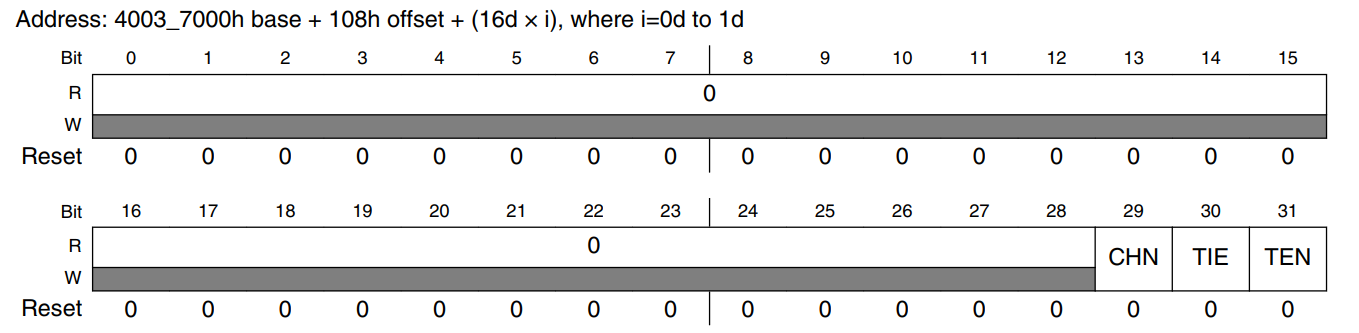 Address: 4003_7000h base + 108h offset + (16d × i), where i=0d to 1d
Bit 0 1 2 3 4 5 6 7 8 9 10 11 12 13 14 15
R 0
W
Reset 0 0 0 0 0 0 0 0 0 0 0 0 0 0 0 0
Bit 16 17 18 19 20 21 22 23 24 25 26 27 28 29 30 31
R 0 CHN TIE TEN
W
Reset 0 0 0 0 0 0 0 0 0 0 0 0 0 0 0 0